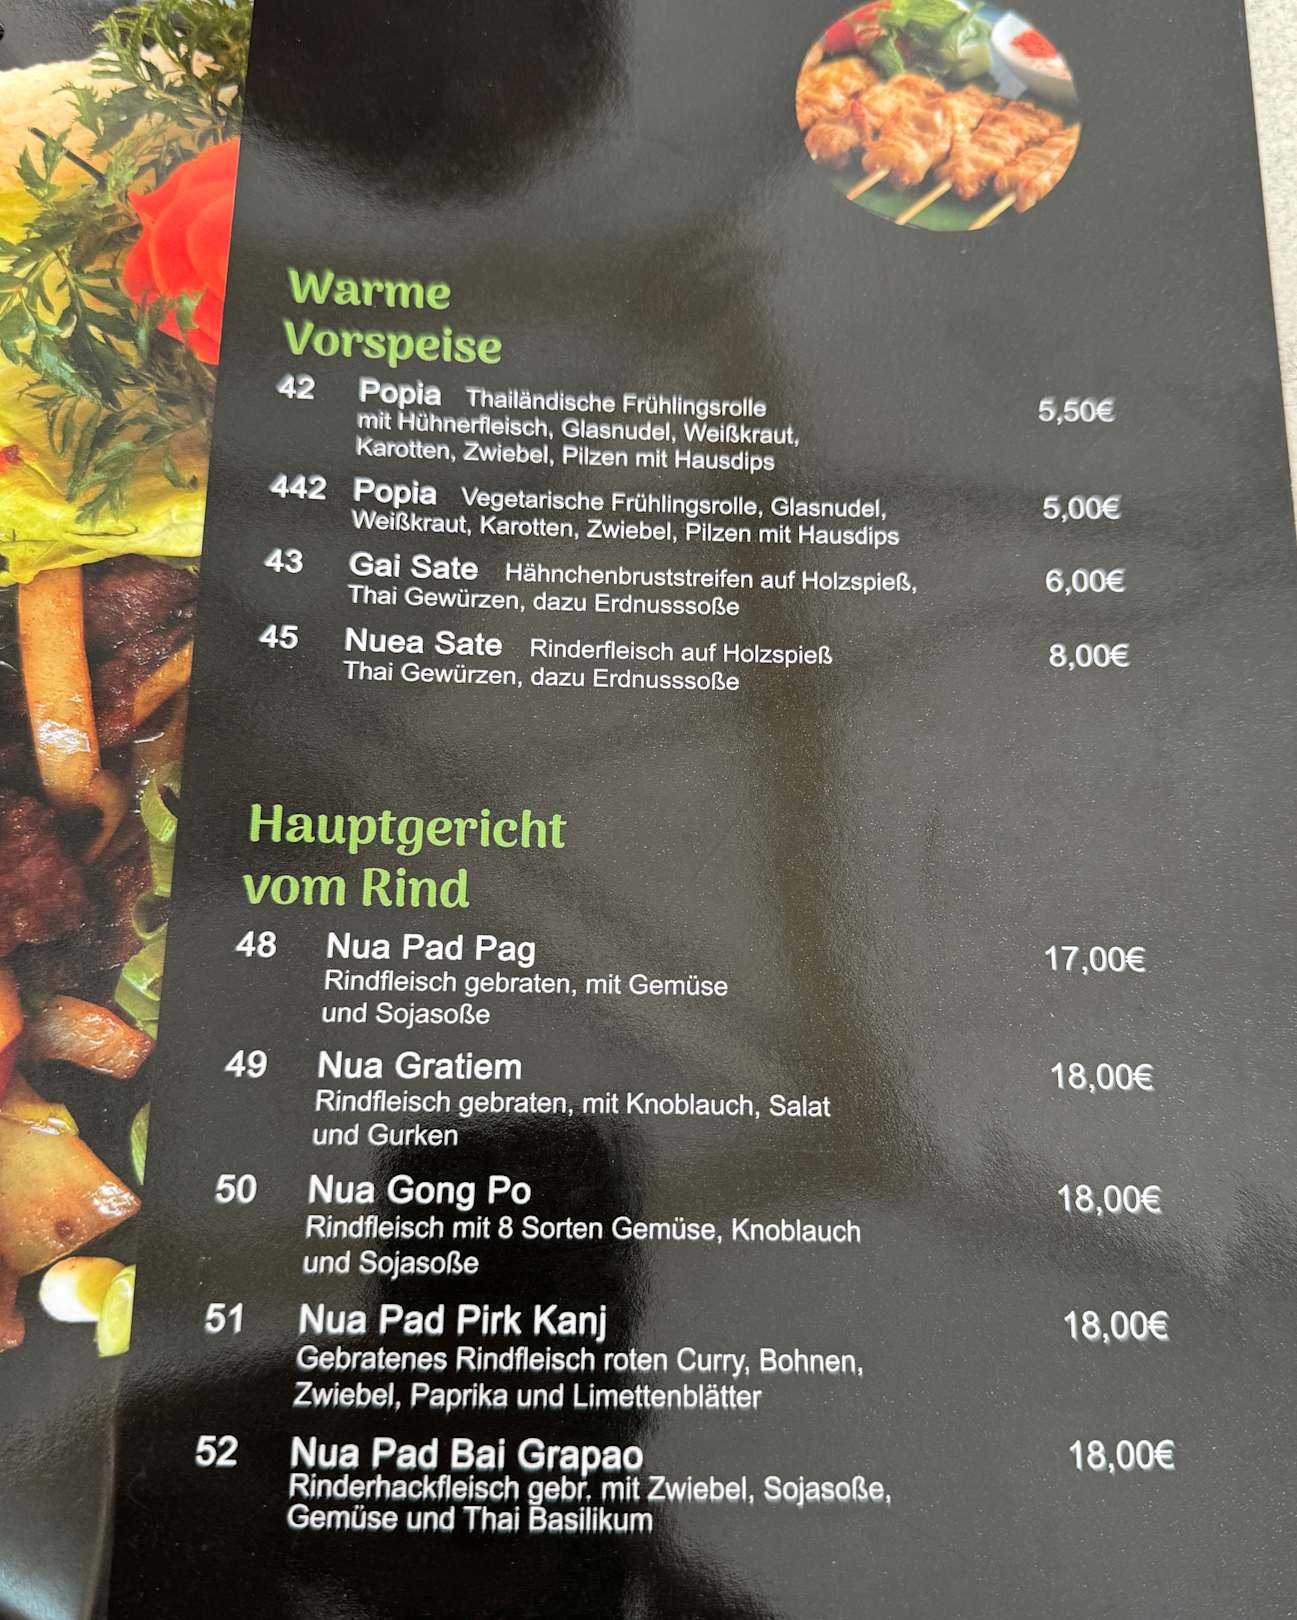 Warme
Vorspeise
42 Popia Thailändische Frühlingsrolle 5,50€
mit Hühnerfleisch, Glasnudel, Weißkraut,
Karotten, Zwiebel, Pilzen mit Hausdips
442 Popia Vegetarische Frühlingsrolle, Glasnudel, 5,00€
Weißkraut, Karotten, Zwiebel, Pilzen mit Hausdips
43 Gai Sate Hähnchenbruststreifen auf Holzspieß, 6,00€
Thai Gewürzen, dazu Erdnusssoße
45 Nuea Sate Rinderfleisch auf Holzspieß 8,00€
Thai Gewürzen, dazu Erdnusssoße
Hauptgericht
vom Rind
48 Nua Pad Pag 17,00€
Rindfleisch gebraten, mit Gemüse
und Sojasoße
49 Nua Gratiem 18,00€
Rindfleisch gebraten, mit Knoblauch, Salat
und Gurken
50 Nua Gong Po 18,00€
Rindfleisch mit 8 Sorten Gemüse, Knoblauch
und Sojasoße
51 Nua Pad Pirk Kanj 18,00€
Gebratenes Rindfleisch roten Curry, Bohnen,
Zwiebel, Paprika und Limettenblätter
52 Nua Pad Bai Grapao 18,00€
Rinderhackfleisch gebr. mit Zwiebel, Sojasoße,
Gemüse und Thai Basilikum